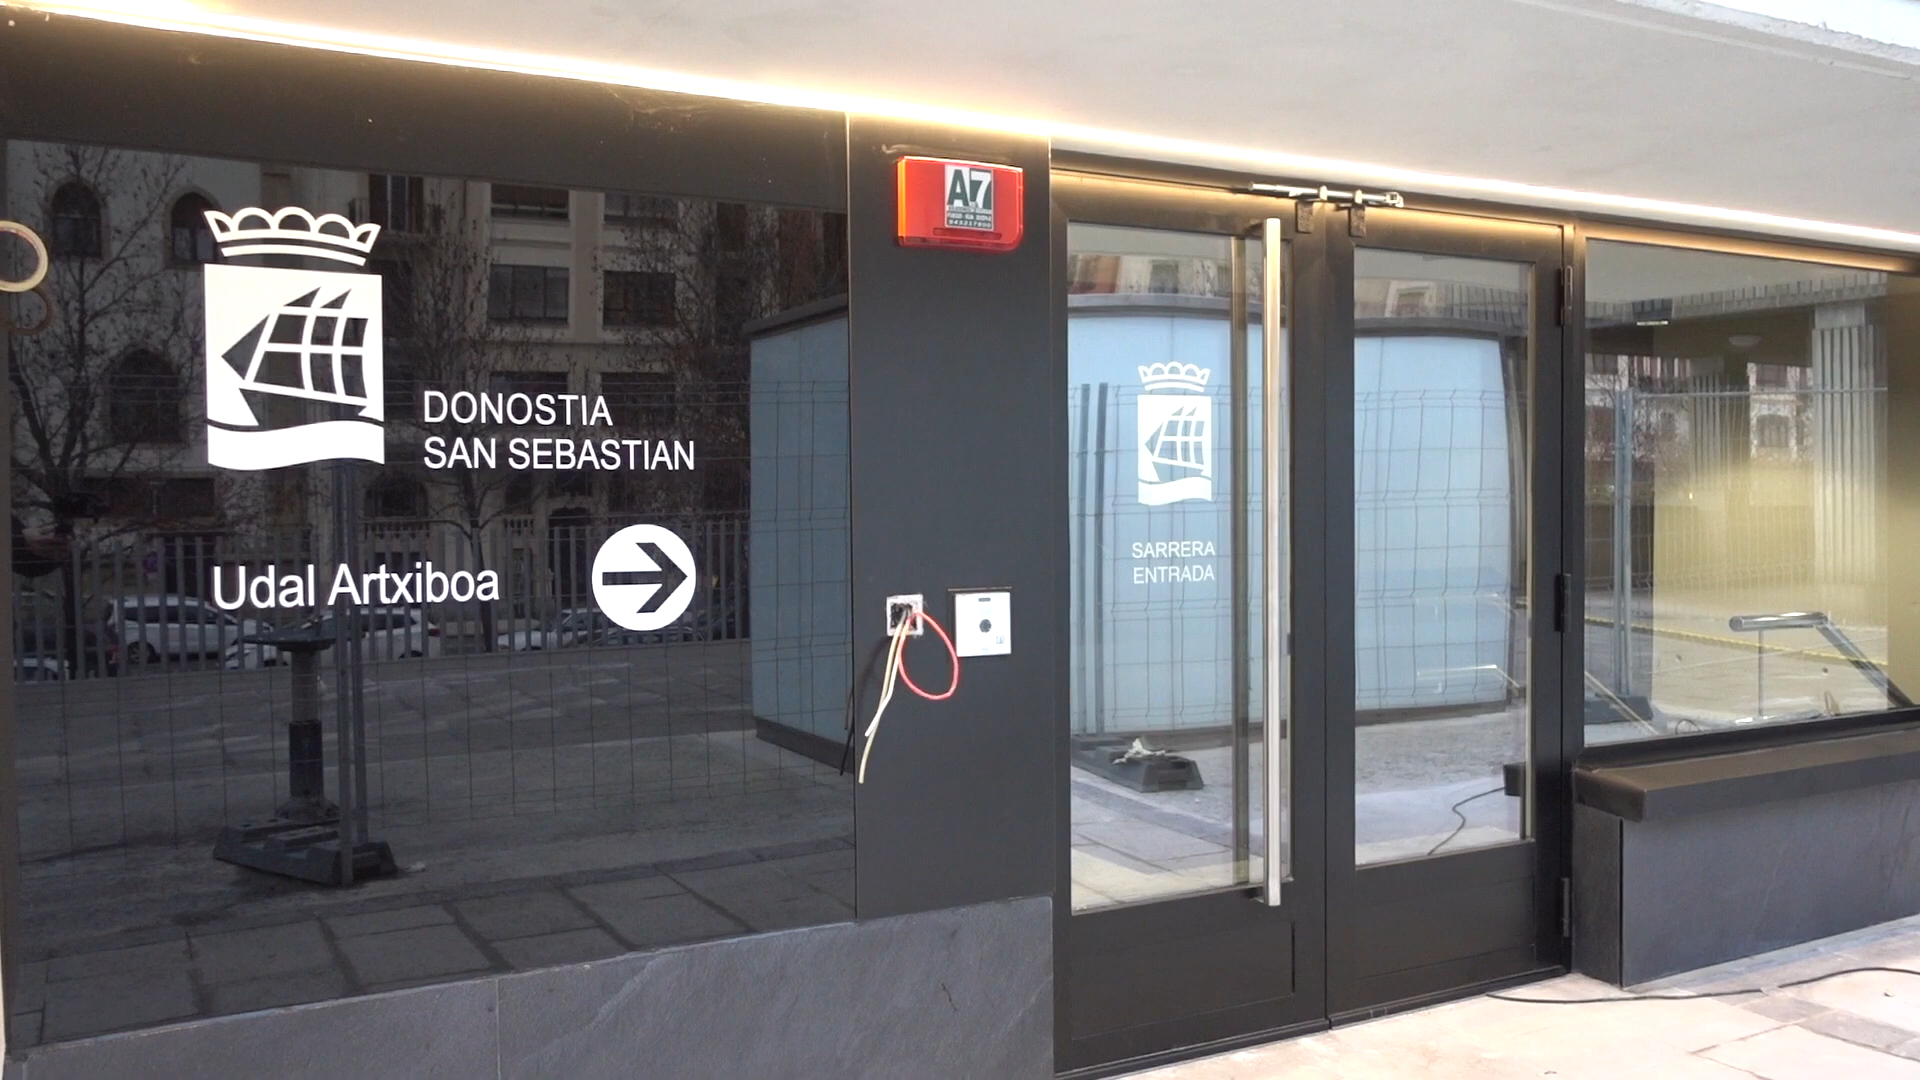 DONOSTIA
SAN SEBASTIAN
Udal Artxiboa
A7
SARRERA
ENTRADA